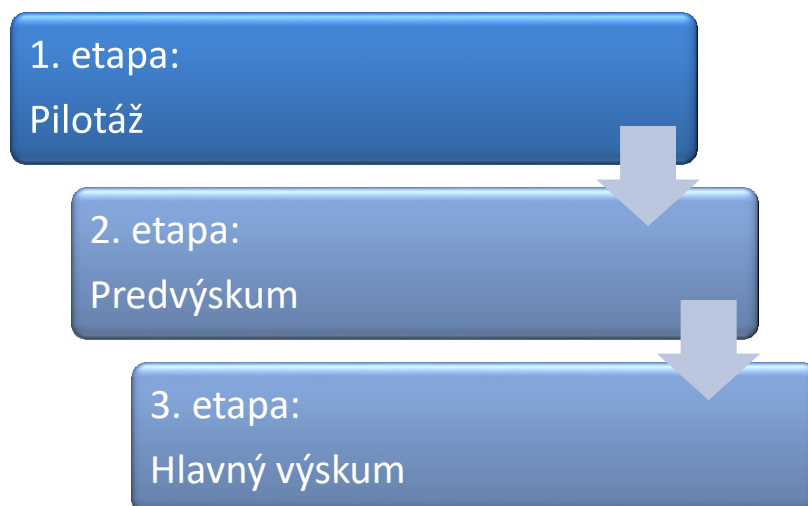 1. etapa:
Pilotáž
2. etapa:
Predvýskum
3. etapa:
Hlavný výskum